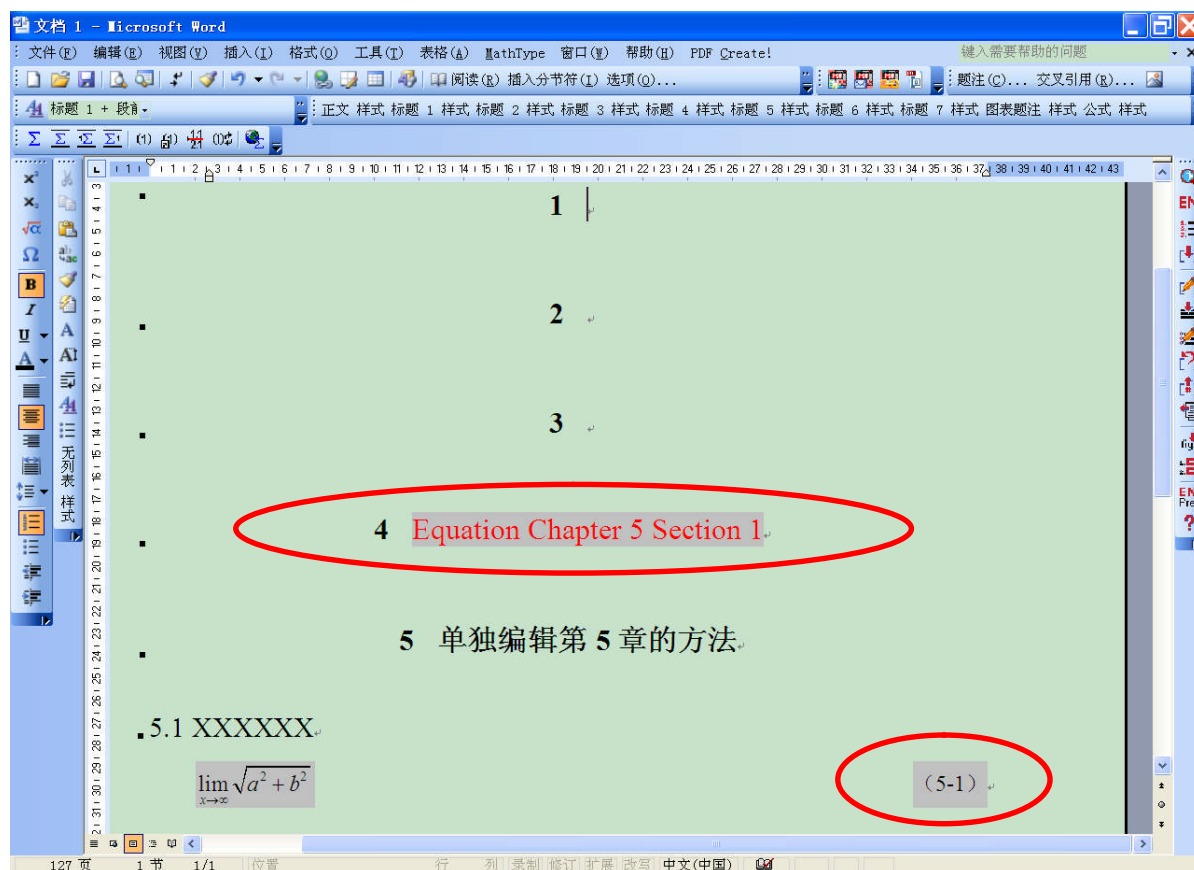 文档 1 - Microsoft Word
文件(F) 编辑(E) 视图(V) 插入(I) 格式(O) 工具(T) 表格(A) MathType 窗口(W) 帮助(H) PDF Create! 键入需要帮助的问题
阅读(R) 插入分节符(I) 选项(O)... 题注(C)... 交叉引用(R)...
标题 1 + 段 正文 样式 标题 1 样式 标题 2 样式 标题 3 样式 标题 4 样式 标题 5 样式 标题 6 样式 标题 7 样式 图表题注 样式 公式 样式
1
2
3
4 Equation Chapter 5 Section 1
5 单独编辑第 5 章的方法
5.1 XXXXXX
lim x→∞ √a² + b² （5-1）
无列表 样式
127 页 1 节 1/1 位置 行 列 录制 修订 扩展 改写 中文(中国)